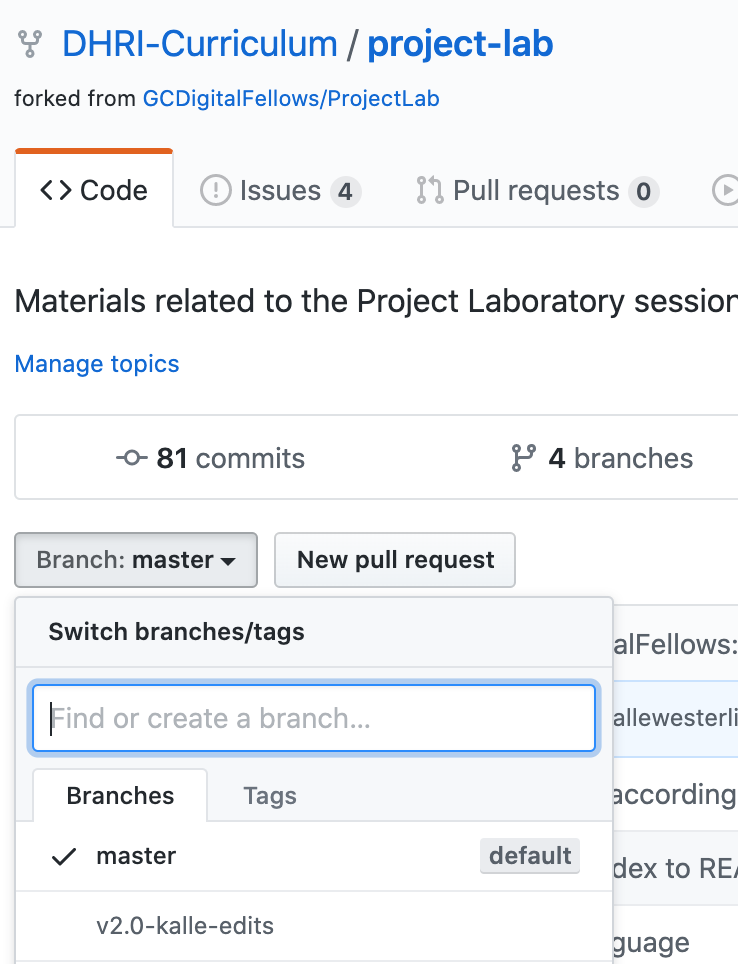 DHRI-Curriculum / project-lab
forked from GCDigitalFellows/ProjectLab
<> Code Issues 4 Pull requests 0
Materials related to the Project Laboratory session
Manage topics
81 commits 4 branches
Branch: master New pull request
Switch branches/tags
alFellows:
Find or create a branch...
allewesterli
Branches Tags
according
master default
dex to REA
v2.0-kalle-edits
guage